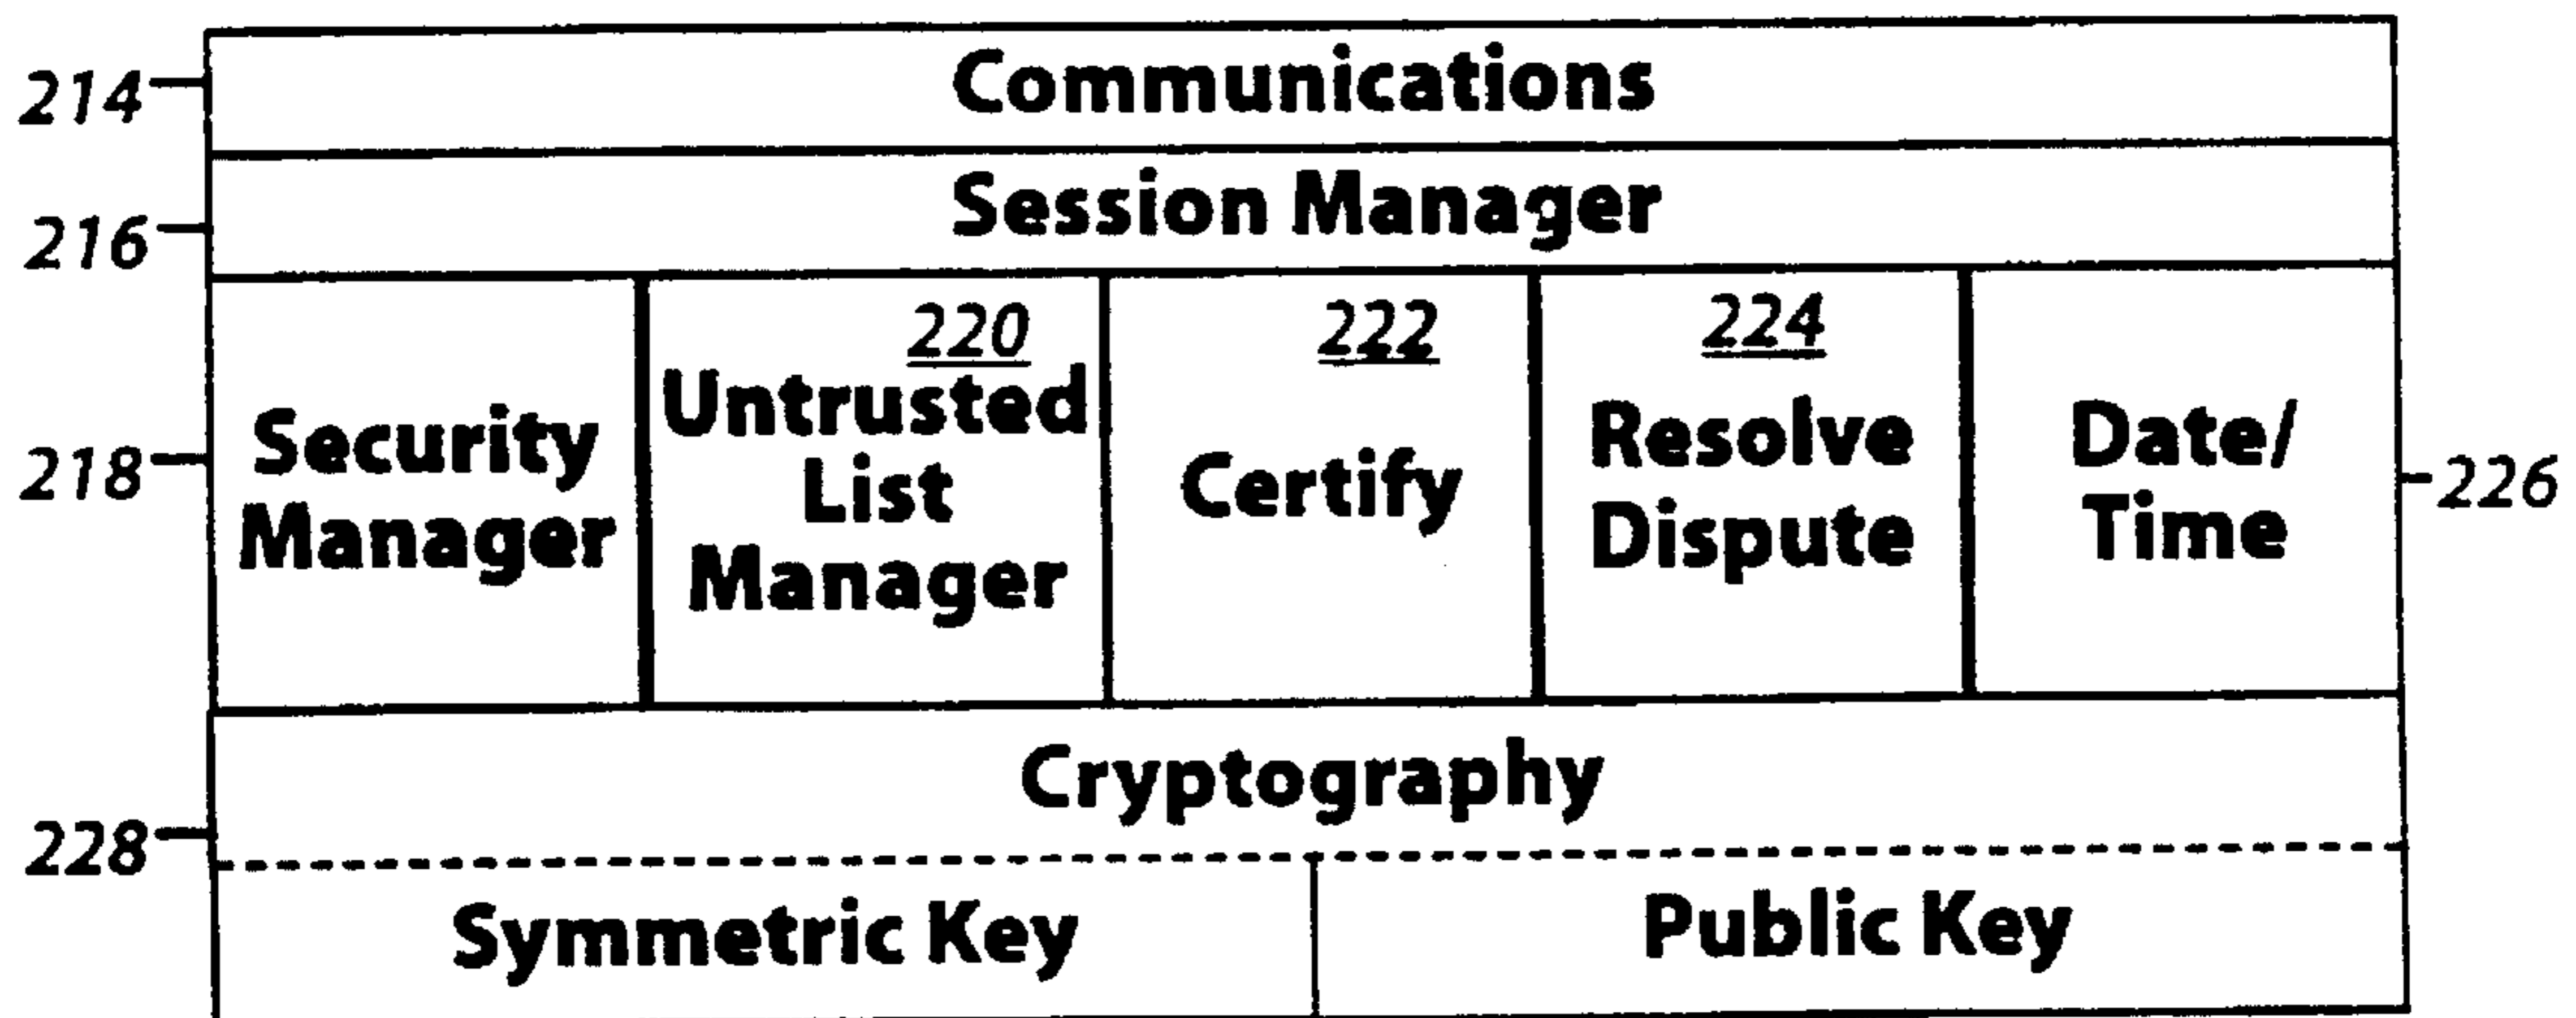 214
Communications
216
Session Manager
218
Security
Manager
220
Untrusted
List
Manager
222
Certify
224
Resolve
Dispute
Date/
Time
226
228
Cryptography
Symmetric Key
Public Key